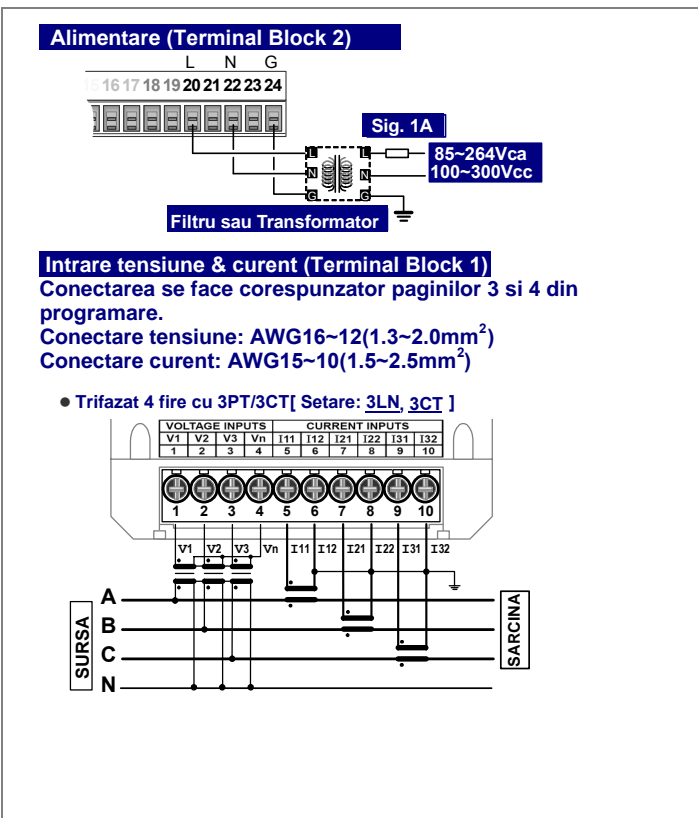 Alimentare (Terminal Block 2)
L N G
15 16 17 18 19 20 21 22 23 24
Sig. 1A
L L
85~264Vca
N N
100~300Vcc
G G
Filtru sau Transformator
Intrare tensiune & curent (Terminal Block 1)
Conectarea se face corespunzator paginilor 3 si 4 din
programare.
Conectare tensiune: AWG16~12(1.3~2.0mm²)
Conectare curent: AWG15~10(1.5~2.5mm²)
● Trifazat 4 fire cu 3PT/3CT[ Setare: 3LN, 3CT ]
VOLTAGE INPUTS CURRENT INPUTS
V1 V2 V3 Vn I11 I12 I21 I22 I31 I32
1 2 3 4 5 6 7 8 9 10
1 2 3 4 5 6 7 8 9 10
V1 V2 V3 Vn I11 I12 I21 I22 I31 I32
SURSA
A
B
C
N
SARCINA